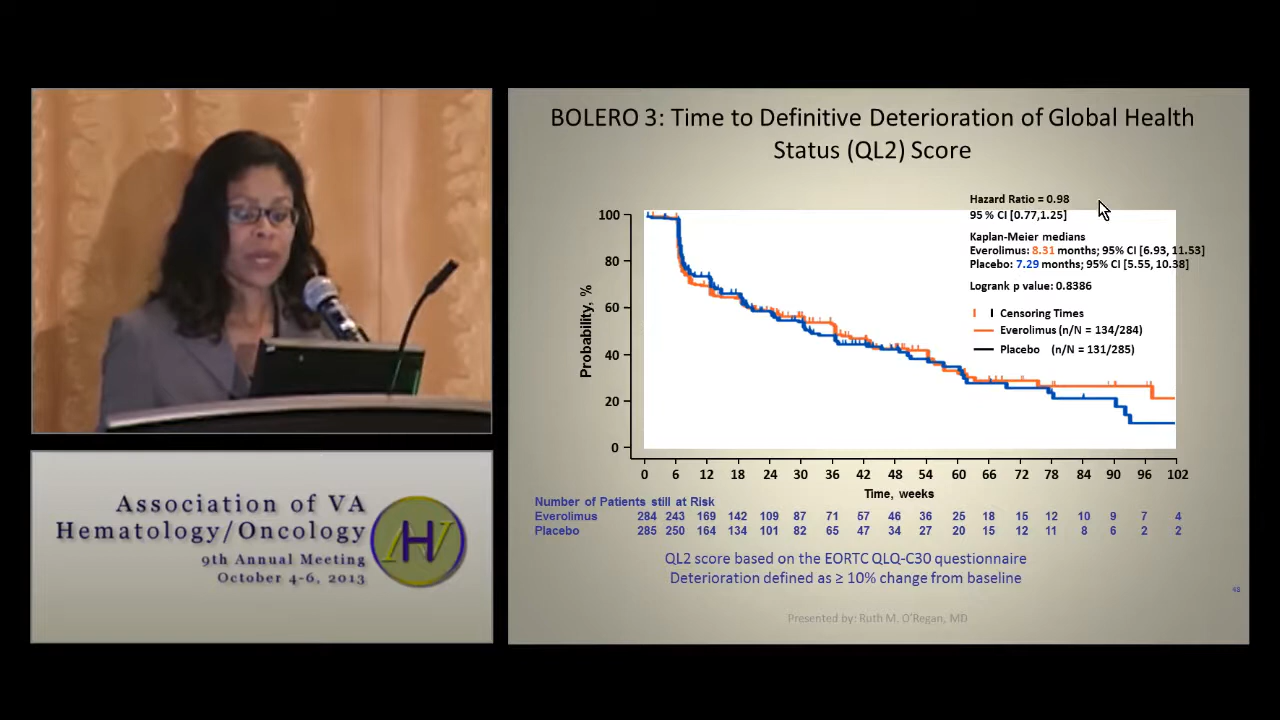 BOLERO 3: Time to Definitive Deterioration of Global Health
Status (QL2) Score
Hazard Ratio = 0.98
95 % CI [0.77,1.25]
Kaplan-Meier medians
Everolimus: 8.31 months; 95% CI [6.93, 11.53]
Placebo: 7.29 months; 95% CI [5.55, 10.38]
Logrank p value: 0.8386
Censoring Times
Everolimus (n/N = 134/284)
Placebo (n/N = 131/285)
Probability, %
100
80
60
40
20
0
0 6 12 18 24 30 36 42 48 54 60 66 72 78 84 90 96 102
Time, weeks
Number of Patients still at Risk
Everolimus 284 243 169 142 109 87 71 57 46 36 25 18 15 12 10 9 7 4
Placebo 285 250 164 134 101 82 65 47 34 27 20 15 12 11 8 6 2 2
QL2 score based on the EORTC QLQ-C30 questionnaire
Deterioration defined as ≥ 10% change from baseline
48
Presented by: Ruth M. O'Regan, MD
Association of VA
Hematology/Oncology
9th Annual Meeting
October 4-6, 2013